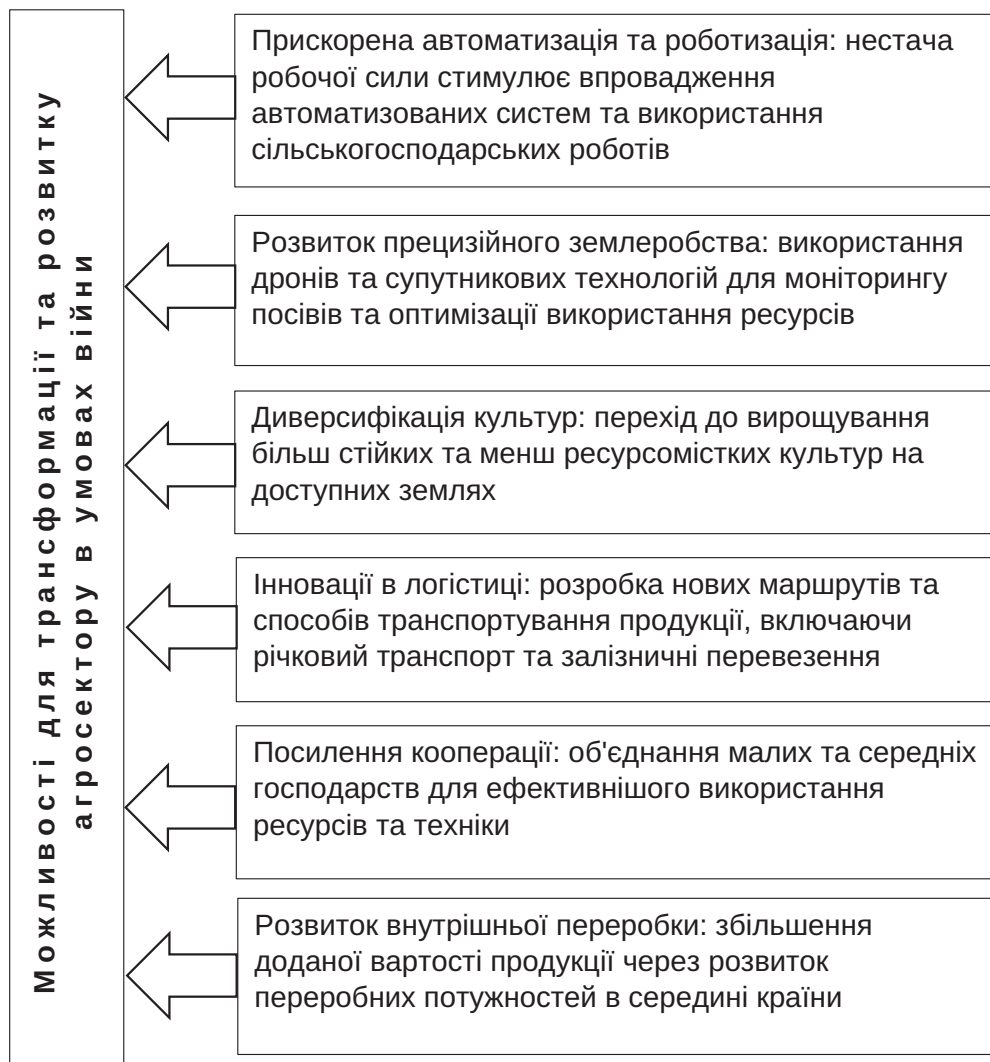 Можливості для трансформації та розвитку
агросектору в умовах війни
Прискорена автоматизація та роботизація: нестача
робочої сили стимулює впровадження
автоматизованих систем та використання
сільськогосподарських роботів
Розвиток прецизійного землеробства: використання
дронів та супутникових технологій для моніторингу
посівів та оптимізації використання ресурсів
Диверсифікація культур: перехід до вирощування
більш стійких та менш ресурсомістких культур на
доступних землях
Інновації в логістиці: розробка нових маршрутів та
способів транспортування продукції, включаючи
річковий транспорт та залізничні перевезення
Посилення кооперації: об'єднання малих та середніх
господарств для ефективнішого використання
ресурсів та техніки
Розвиток внутрішньої переробки: збільшення
доданої вартості продукції через розвиток
переробних потужностей в середині країни